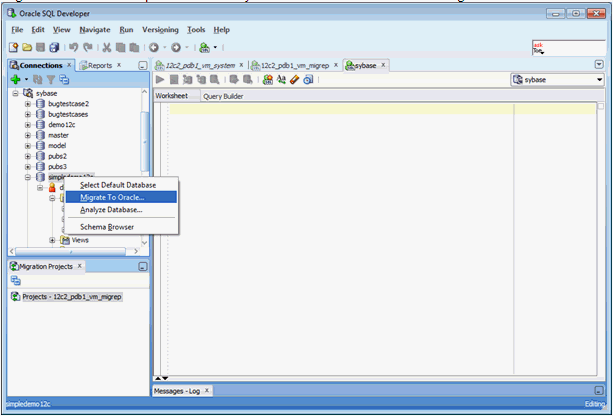 Oracle SQL Developer
File Edit View Navigate Run Versioning Tools Help
ask
Tom
Connections x Reports x 12c2_pdb1_vm_system x 12c2_pdb1_vm_migrep x sybase x
sybase
Worksheet Query Builder
sybase
bugtestcase2
bugtestcases
demo12c
master
model
pubs2
pubs3
simpledemo12c
Select Default Database
Migrate To Oracle...
Analyze Database...
Schema Browser
Views
Migration Projects x
Projects - 12c2_pdb1_vm_migrep
Messages - Log x
simpledemo12c Editing